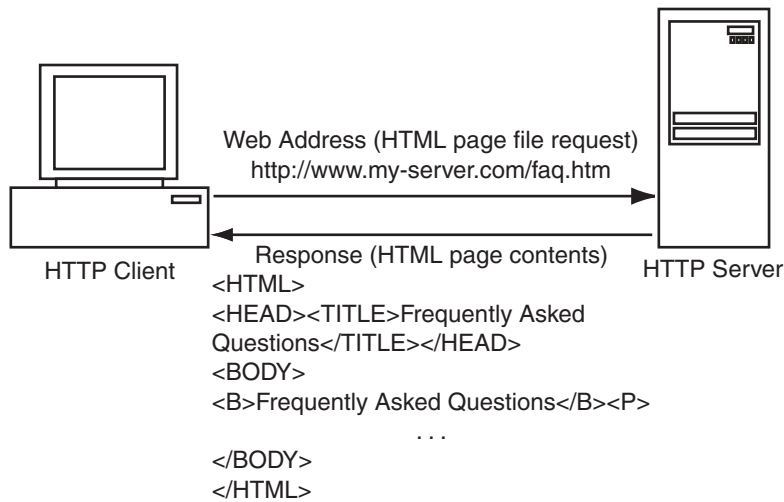 Web Address (HTML page file request)
http://www.my-server.com/faq.htm
HTTP Client
Response (HTML page contents)
HTTP Server
<HTML>
<HEAD><TITLE>Frequently Asked
Questions</TITLE></HEAD>
<BODY>
<B>Frequently Asked Questions</B><P>
. . .
</BODY>
</HTML>